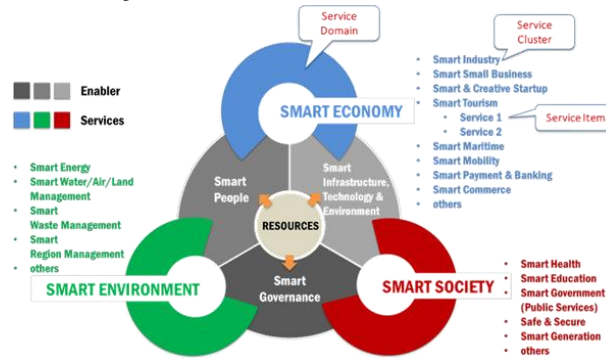 Service
Domain
Service
Cluster
Enabler
Services
SMART ECONOMY
• Smart Industry
• Smart Small Business
• Smart & Creative Startup
• Smart Tourism
• Service 1
• Service 2
Service Item
• Smart Maritime
• Smart Mobility
• Smart Payment & Banking
• Smart Commerce
• others
• Smart Energy
• Smart Water/Air/Land
Management
• Smart
Waste Management
• Smart
Region Management
• others
Smart
People
Smart
Infrastructure,
Technology &
Environment
RESOURCES
Smart
Governance
SMART ENVIRONMENT
SMART SOCIETY
• Smart Health
• Smart Education
• Smart Government
(Public Services)
• Safe & Secure
• Smart Generation
• others